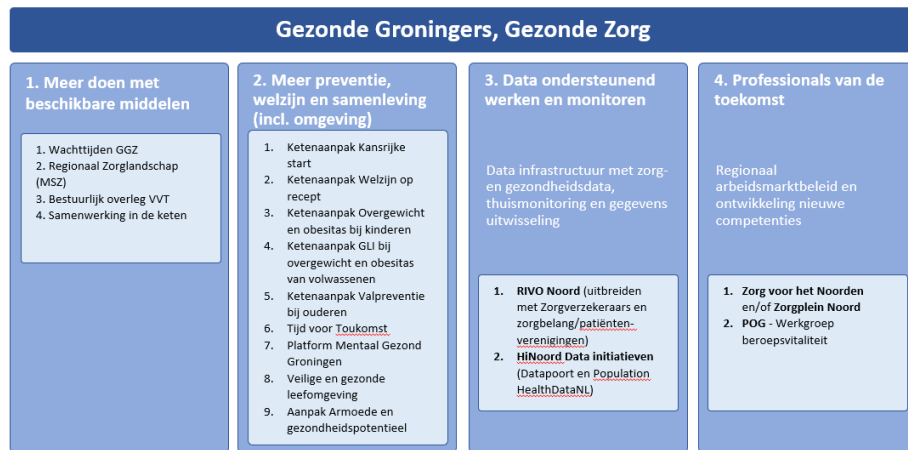 Gezonde Groningers, Gezonde Zorg
1. Meer doen met
beschikbare middelen
1. Wachttijden GGZ
2. Regionaal Zorglandschap
(MSZ)
3. Bestuurlijk overleg VVT
4. Samenwerking in de keten
2. Meer preventie,
welzijn en samenleving
(incl. omgeving)
1. Ketenaanpak Kansrijke
start
2. Ketenaanpak Welzijn op
recept
3. Ketenaanpak Overgewicht
en obesitas bij kinderen
4. Ketenaanpak GLI bij
overgewicht en obesitas
van volwassenen
5. Ketenaanpak Valpreventie
bij ouderen
6. Tijd voor Toukomst
7. Platform Mentaal Gezond
Groningen
8. Veilige en gezonde
leefomgeving
9. Aanpak Armoede en
gezondheidspotentieel
3. Data ondersteunend
werken en monitoren
Data infrastructuur met zorg-
en gezondheidsdata,
thuismonitoring en gegevens
uitwisseling
1. RIVO Noord (uitbreiden
met Zorgverzekeraars en
zorgbelang/patiënten-
verenigingen)
2. HiNoord Data initiatieven
(Datapoort en Population
HealthDataNL)
4. Professionals van de
toekomst
Regionaal
arbeidsmarktbeleid en
ontwikkeling nieuwe
competenties
1. Zorg voor het Noorden
en/of Zorgplein Noord
2. POG - Werkgroep
beroepsvitaliteit